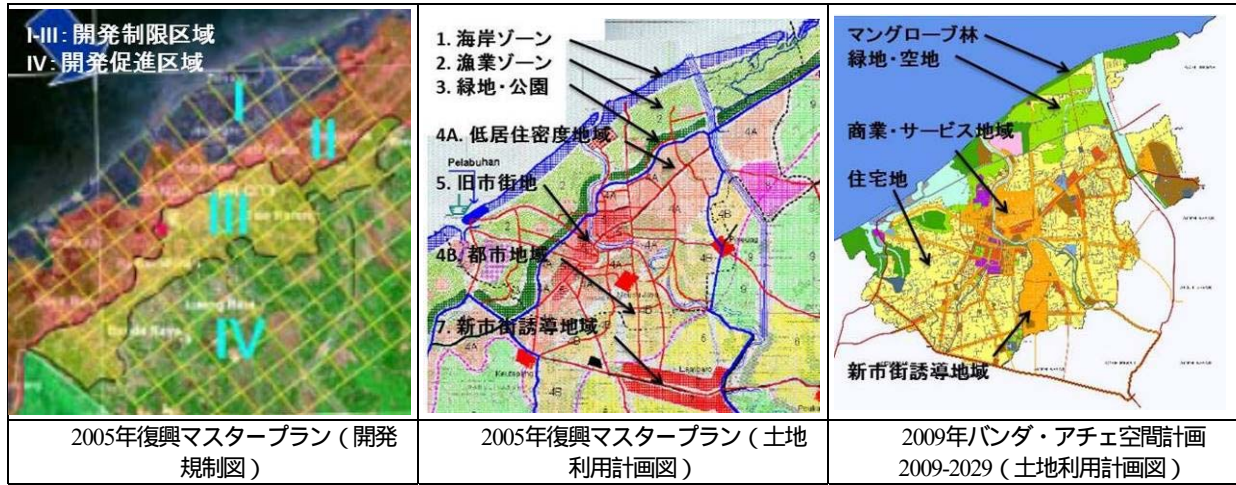 I-III: 開発制限区域
IV: 開発促進区域
I
II
III
IV
1. 海岸ゾーン
2. 漁業ゾーン
3. 緑地・公園
4A. 低居住密度地域
Pelabuhan
5. 旧市街地
4B. 都市地域
7. 新市街誘導地域
マングローブ林
緑地・空地
商業・サービス地域
住宅地
新市街誘導地域
2005年復興マスタープラン（開発
規制図）
2005年復興マスタープラン（土地
利用計画図）
2009年バンダ・アチェ空間計画
2009-2029（土地利用計画図）